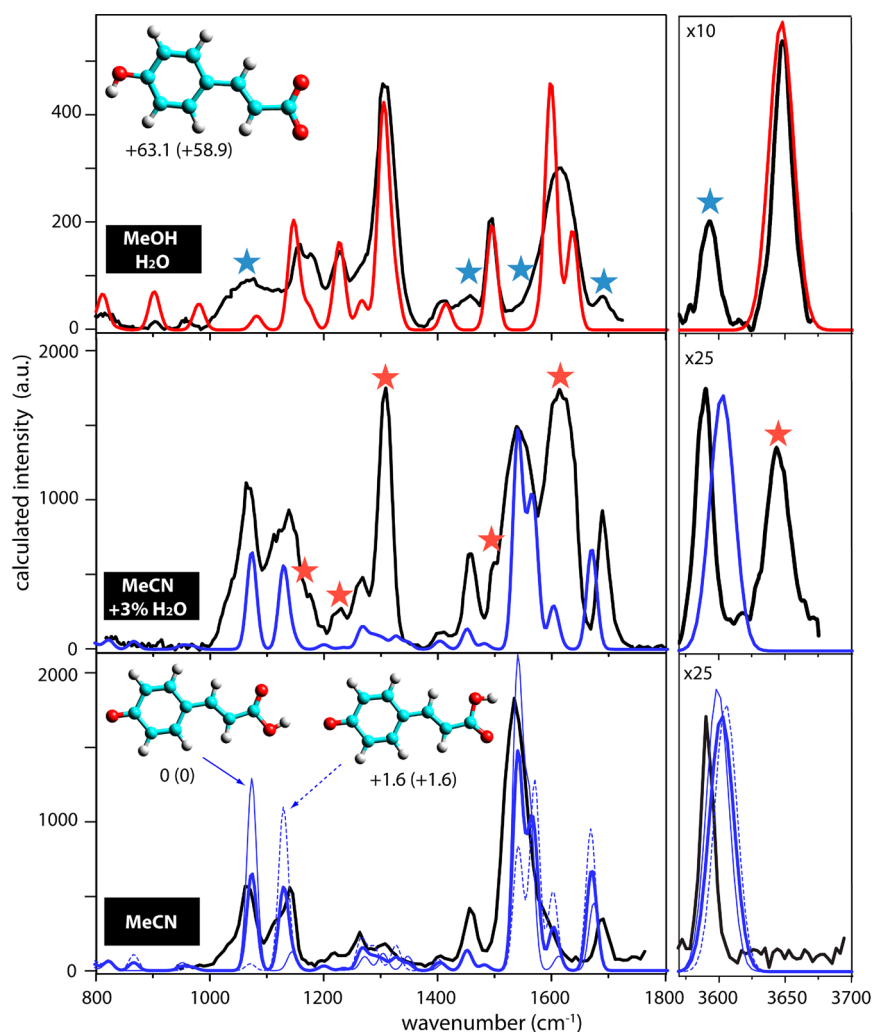 x10
400
+63.1 (+58.9)
200
MeOH
H₂O
0
2000
x25
calculated intensity (a.u.)
1000
MeCN
+3% H₂O
0
2000
x25
0 (0)
+1.6 (+1.6)
1000
MeCN
0
800 1000 1200 1400 1600 1800 3600 3650 3700
wavenumber (cm⁻¹)